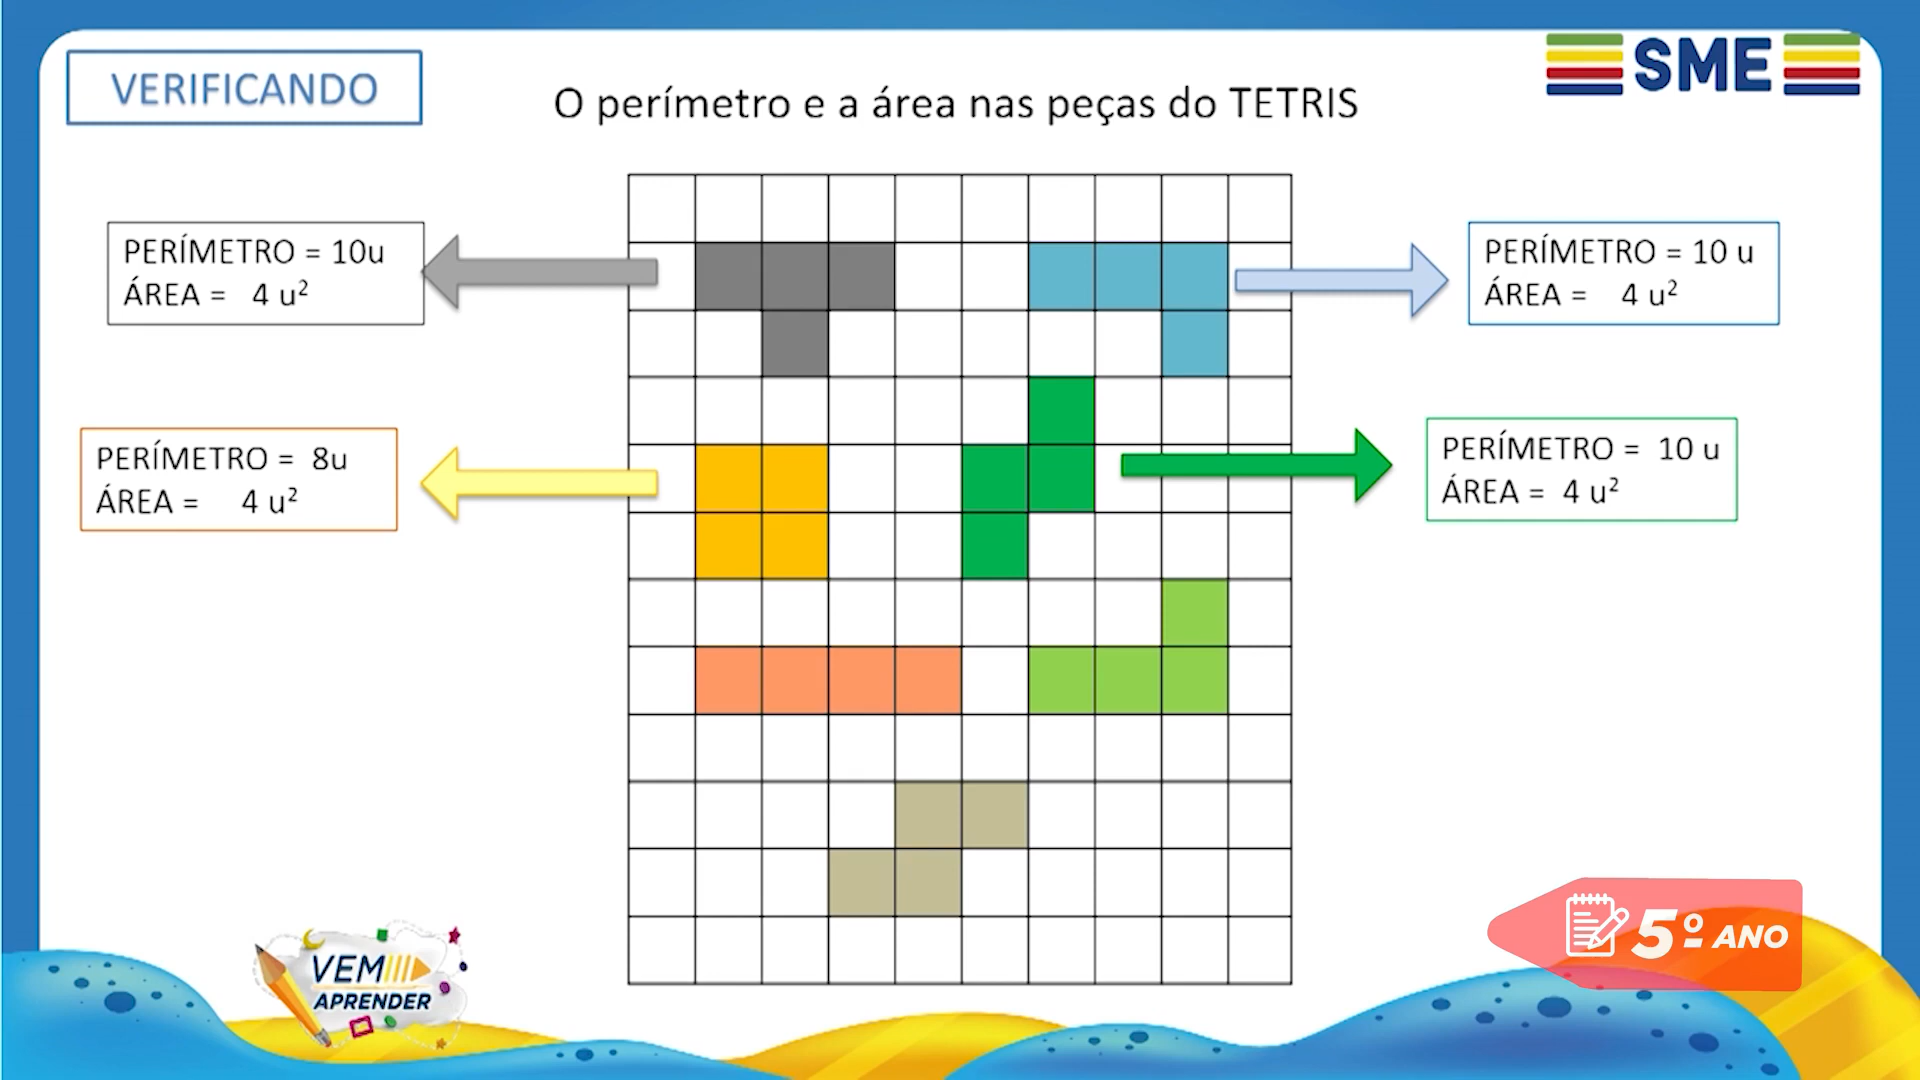 VERIFICANDO
O perímetro e a área nas peças do TETRIS
SME
PERÍMETRO = 10u
ÁREA = 4 u²
PERÍMETRO = 10 u
ÁREA = 4 u²
PERÍMETRO = 8u
ÁREA = 4 u²
PERÍMETRO = 10 u
ÁREA = 4 u²
VEM
APRENDER
5º ANO